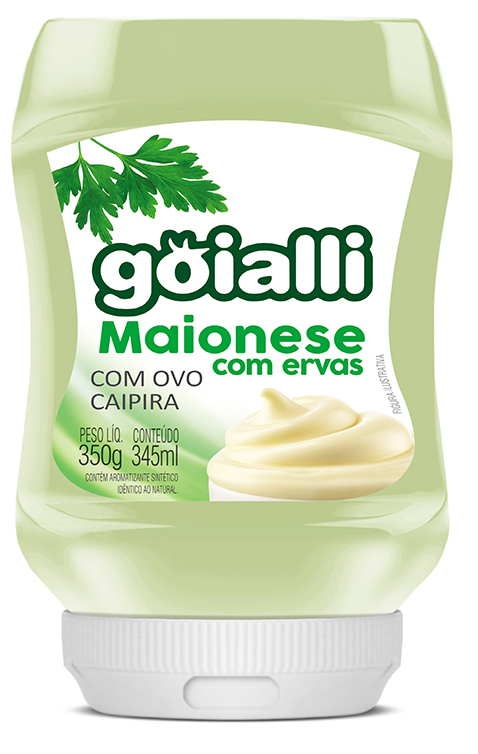 goialli
Maionese
com ervas
COM OVO
CAIPIRA
PESO LÍQ. CONTEÚDO
350g 345ml
CONTÉM AROMATIZANTE SINTÉTICO
IDÊNTICO AO NATURAL.
FIGURA ILUSTRATIVA